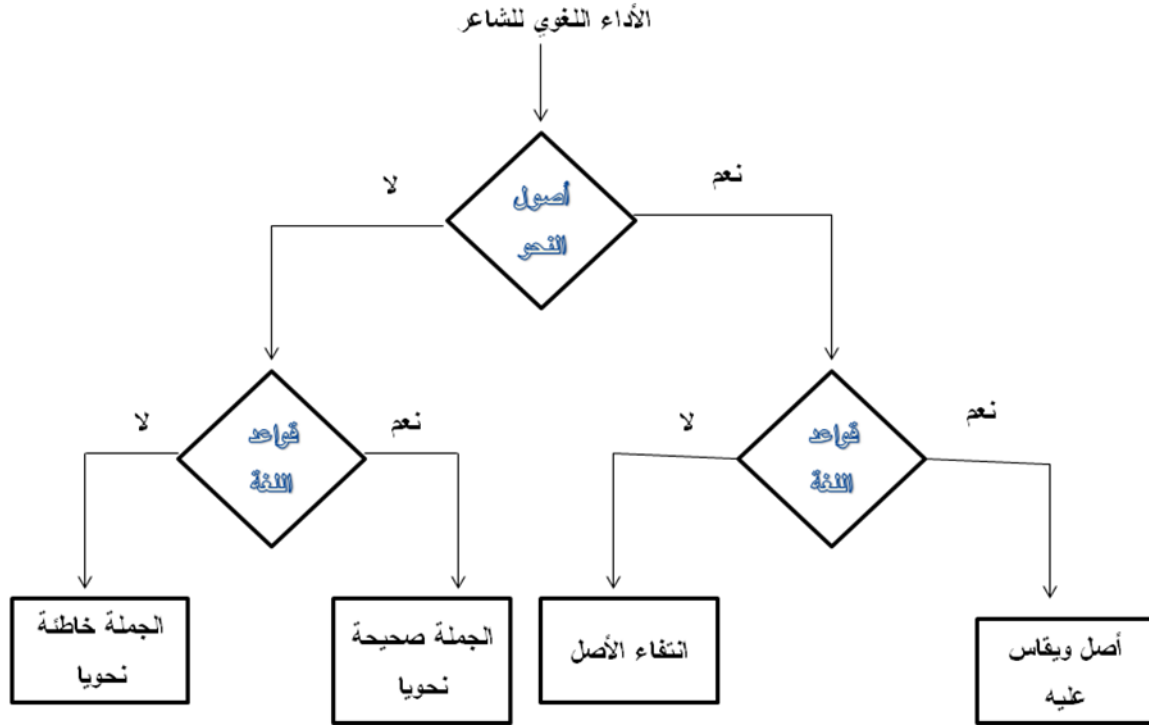 الأداء اللغوي للشاعر
نعم
لا
أصول
النحو
نعم
لا
نعم
لا
قواعد
اللغة
قواعد
اللغة
أصل ويقاس
عليه
انتفاء الأصل
الجملة صحيحة
نحويا
الجملة خاطئة
نحويا